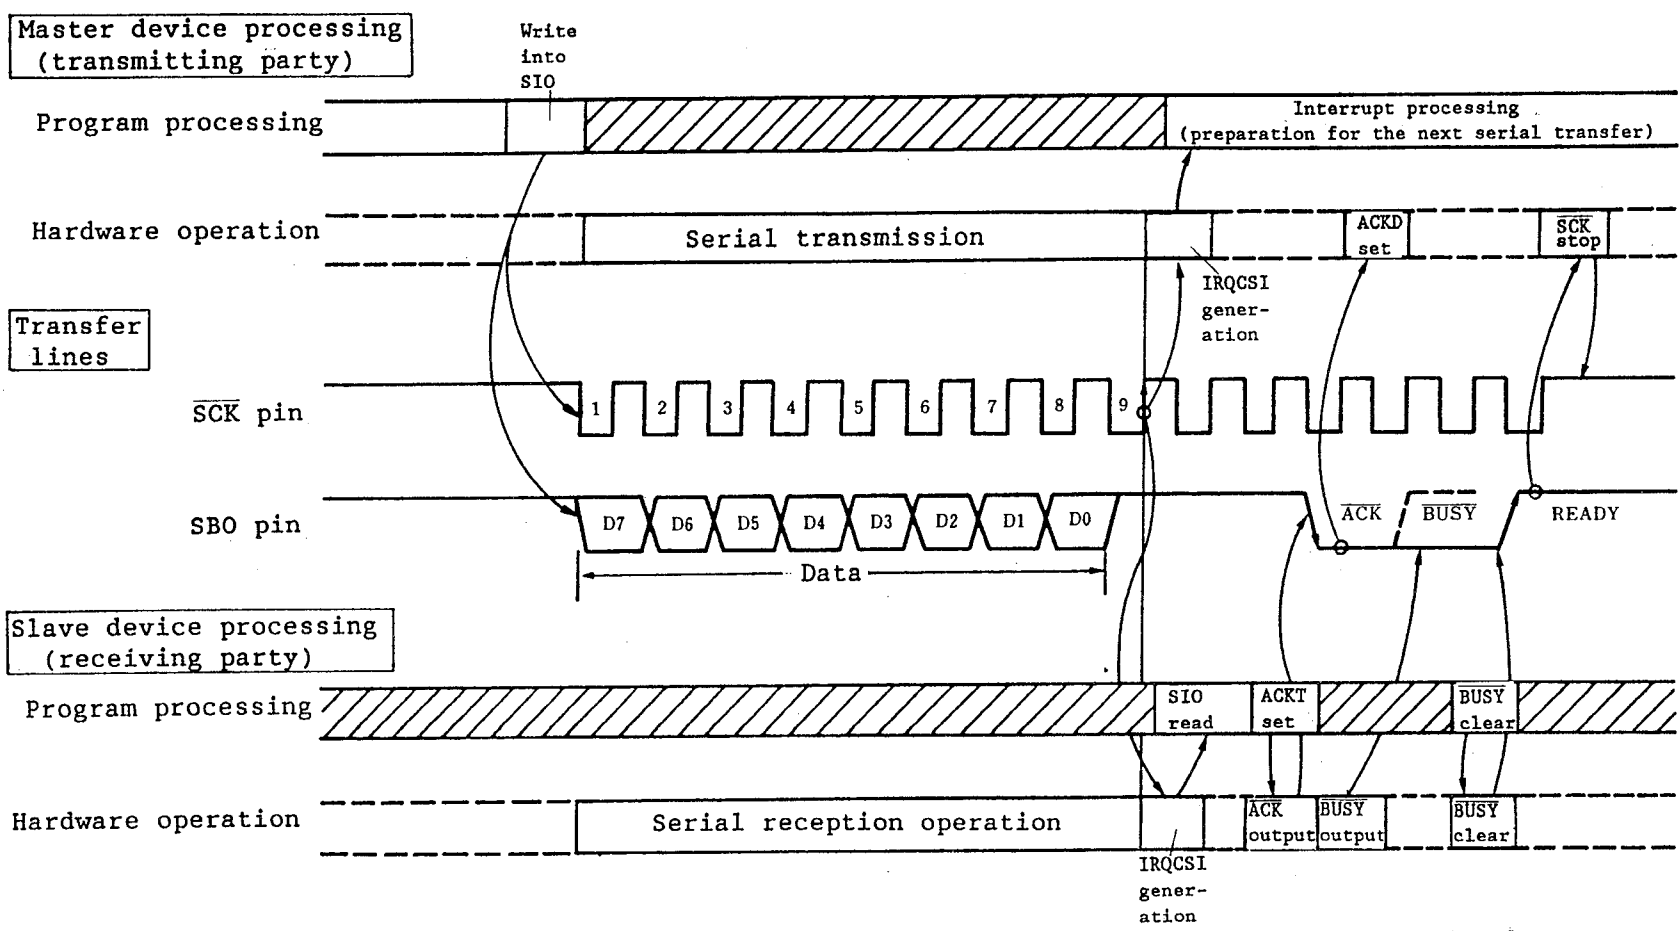 Master device processing
(transmitting party)
Write
into
SIO
Program processing
Interrupt processing
(preparation for the next serial transfer)
Hardware operation
Serial transmission
ACKD
set
SCK
stop
IRQCSI
gener-
ation
Transfer
lines
SCK pin
1 2 3 4 5 6 7 8 9
SBO pin
D7 D6 D5 D4 D3 D2 D1 D0
ACK BUSY READY
Data
Slave device processing
(receiving party)
Program processing
SIO
read
ACKT
set
BUSY
clear
Hardware operation
Serial reception operation
ACK
output
BUSY
output
BUSY
clear
IRQCSI
gener-
ation